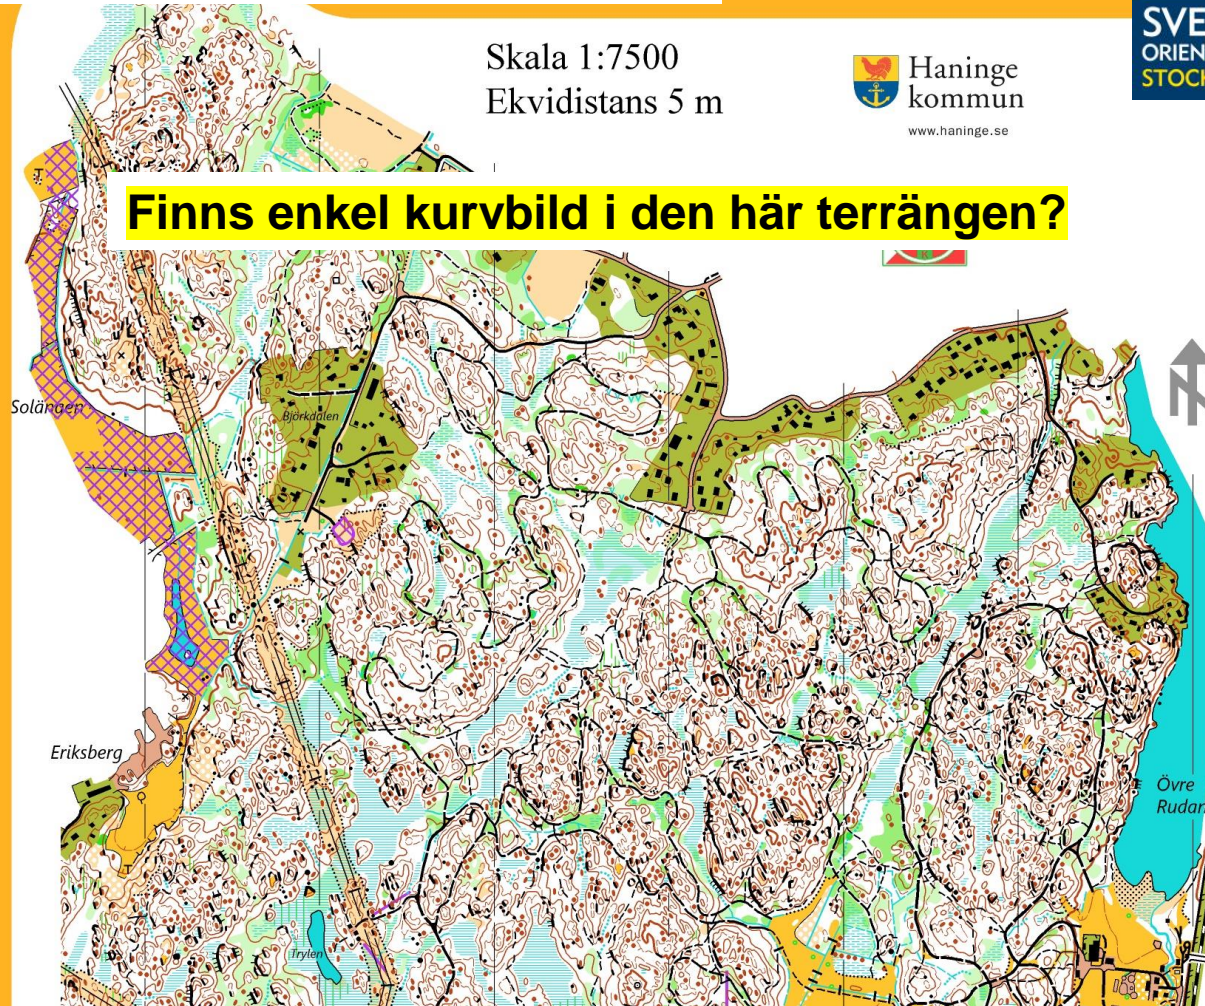 Skala 1:7500
Ekvidistans 5 m
Haninge
kommun
www.haninge.se
SVE
ORIEN
STOCH
Finns enkel kurvbild i den här terrängen?
K
Solängen
Björkdalen
Eriksberg
Övre
Rudan
Trylen
N